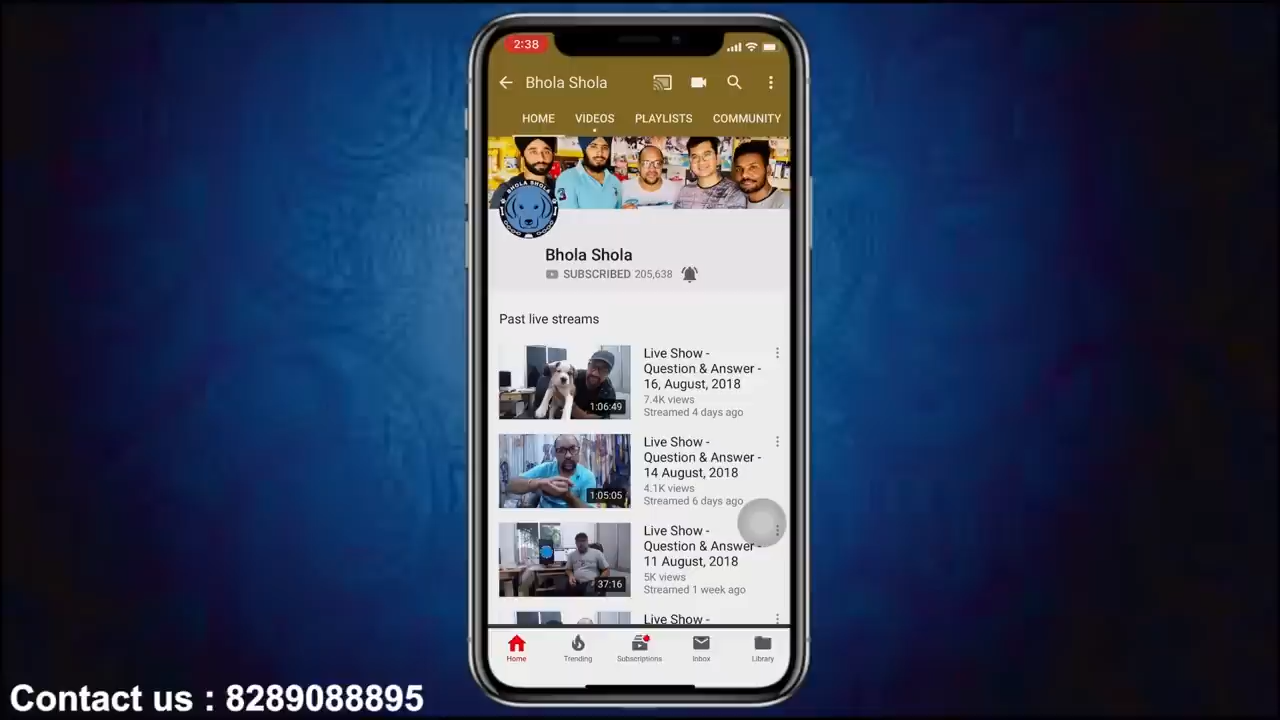 2:38
Bhola Shola
HOME VIDEOS PLAYLISTS COMMUNITY
BHOLA SHOLA
Bhola Shola
SUBSCRIBED 205,638
Past live streams
Live Show -
Question & Answer -
16, August, 2018
7.4K views
Streamed 4 days ago
1:06:49
Live Show -
Question & Answer -
14 August, 2018
4.1K views
Streamed 6 days ago
1:05:05
Live Show -
Question & Answer -
11 August, 2018
5K views
Streamed 1 week ago
37:16
Live Show -
Home Trending Subscriptions Inbox Library
Contact us : 8289088895